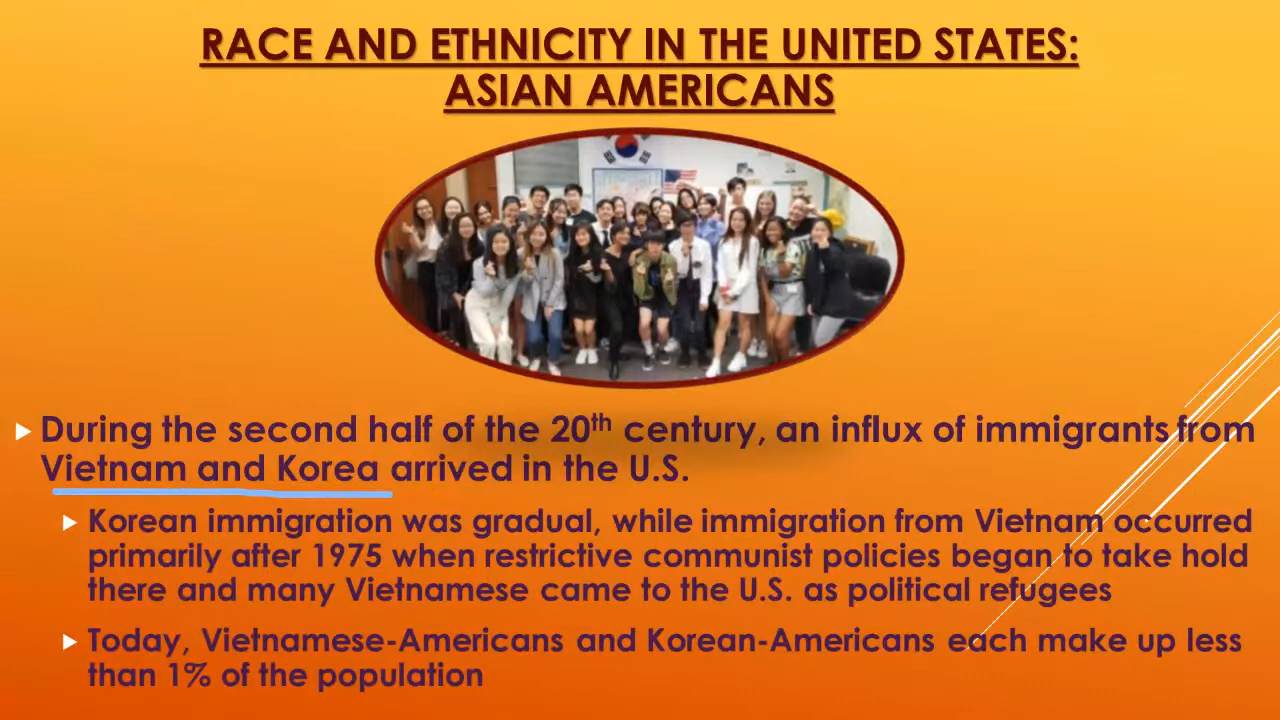 RACE AND ETHNICITY IN THE UNITED STATES:
ASIAN AMERICANS
During the second half of the 20th century, an influx of immigrants from
Vietnam and Korea arrived in the U.S.
Korean immigration was gradual, while immigration from Vietnam occurred
primarily after 1975 when restrictive communist policies began to take hold
there and many Vietnamese came to the U.S. as political refugees
Today, Vietnamese-Americans and Korean-Americans each make up less
than 1% of the population